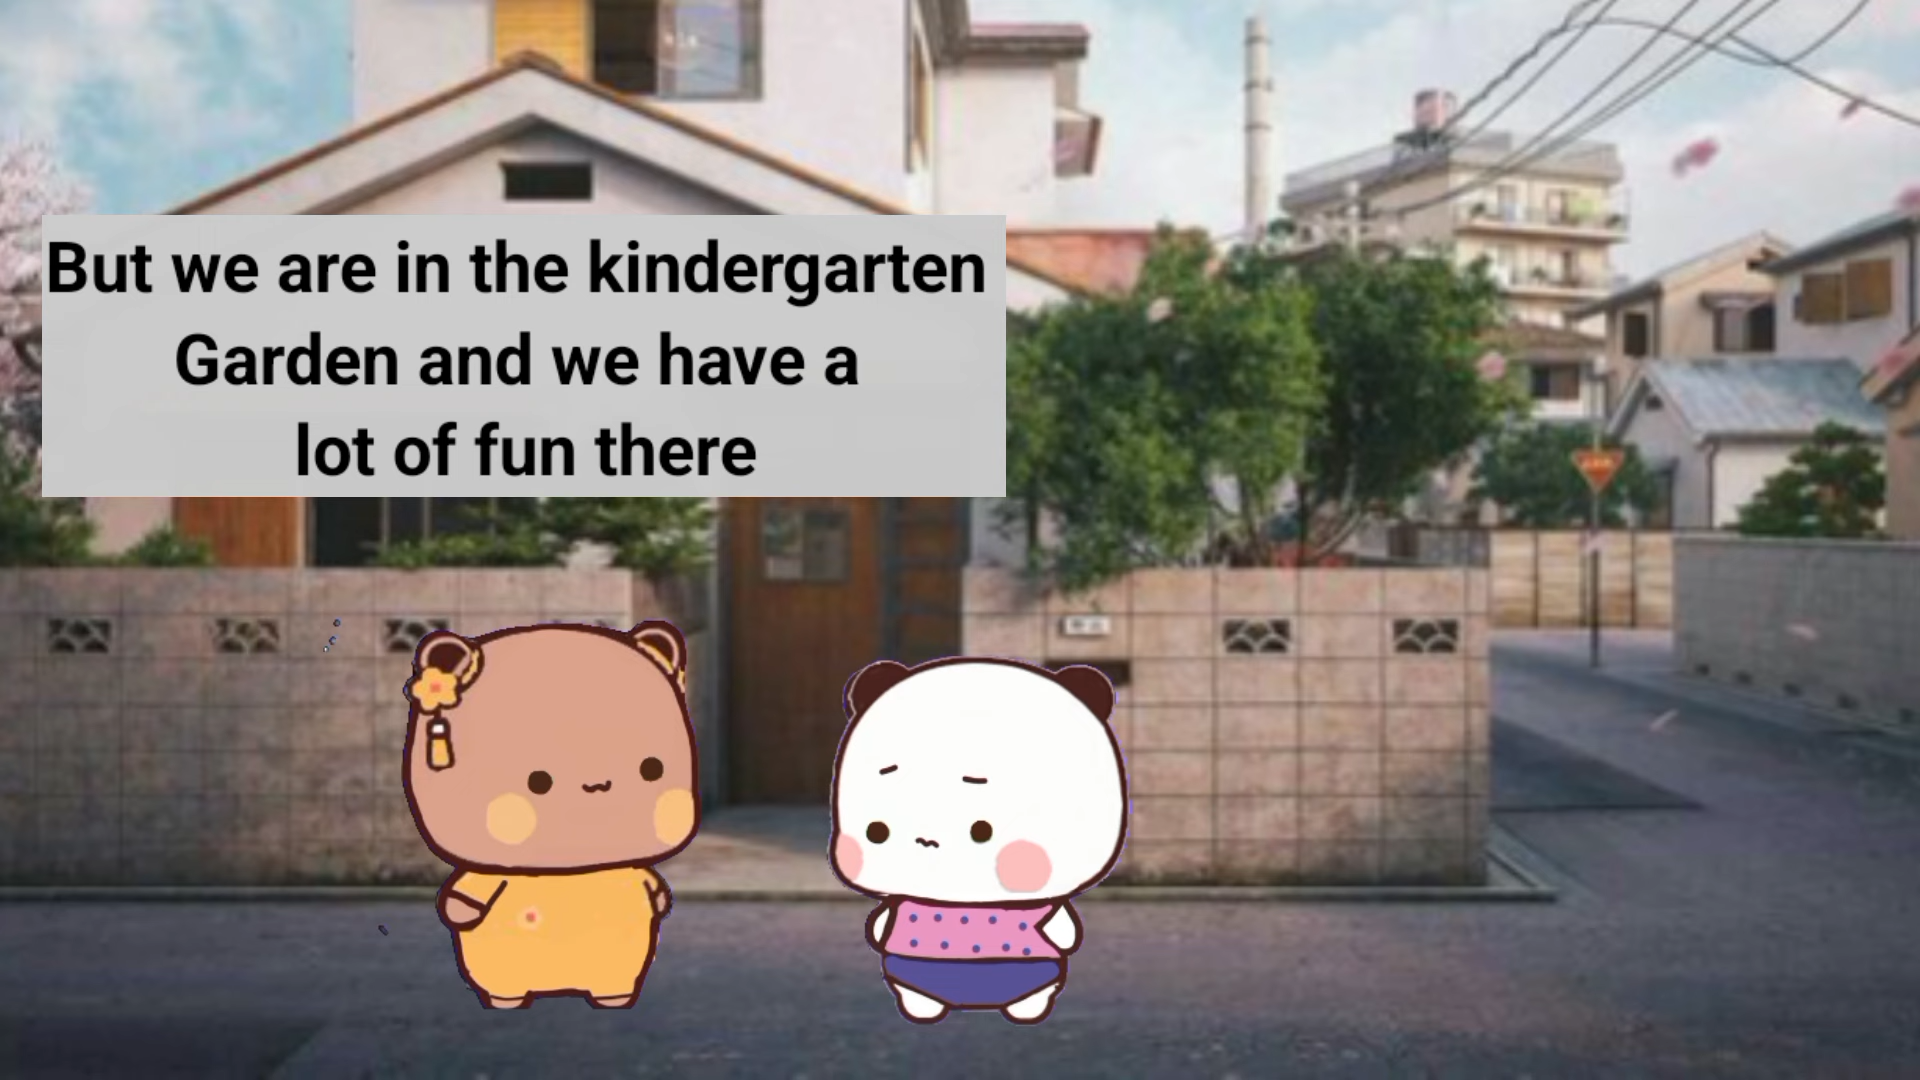 But we are in the kindergarten
Garden and we have a
lot of fun there